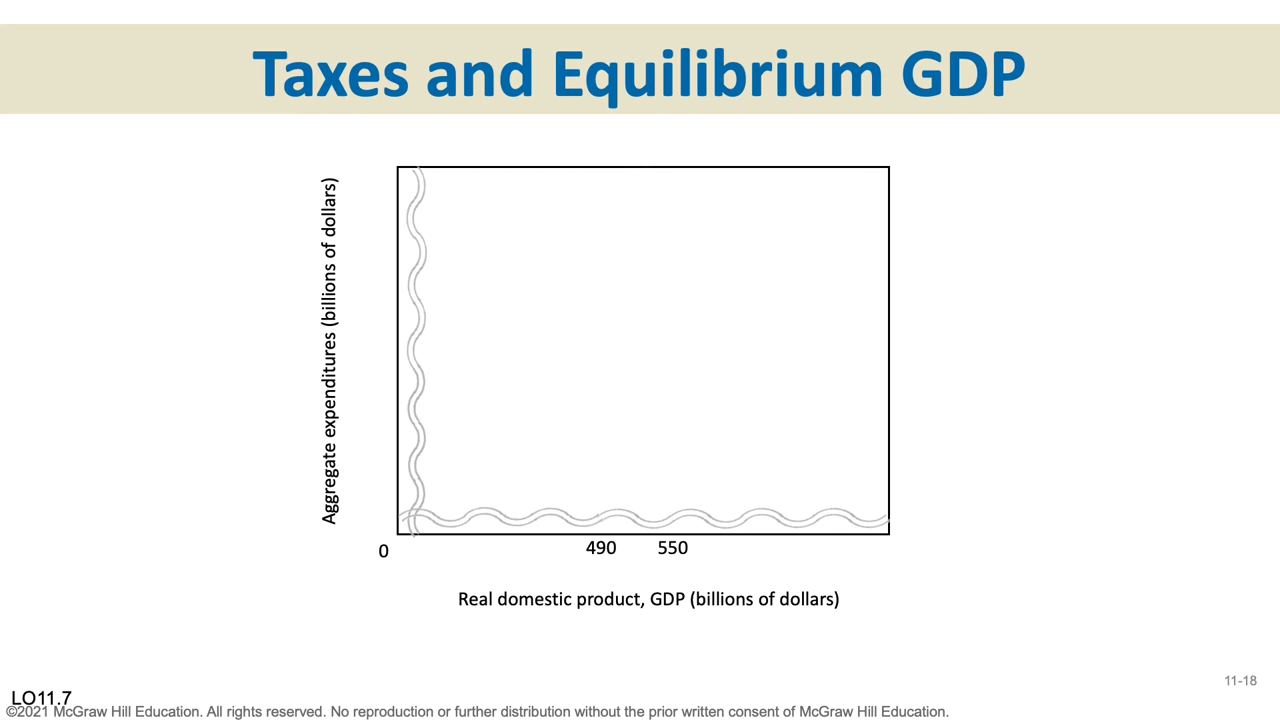 Taxes and Equilibrium GDP
Aggregate expenditures (billions of dollars)
0
490
550
Real domestic product, GDP (billions of dollars)
11-18
LO11.7
©2021 McGraw Hill Education. All rights reserved. No reproduction or further distribution without the prior written consent of McGraw Hill Education.